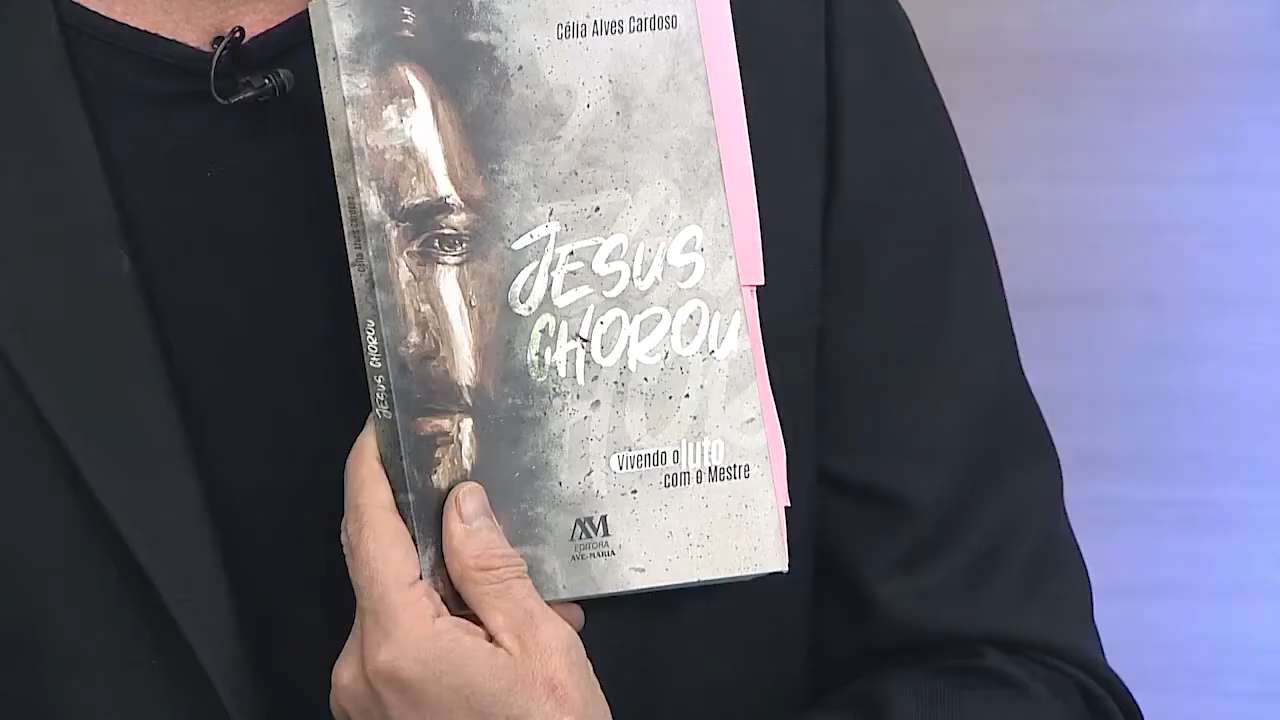 Célia Alves Cardoso
JESUS
CHOROU
Vivendo o luto
com o Mestre
AM
EDITORA
AVE-MARIA
Célia Alves Cardoso
JESUS CHOROU